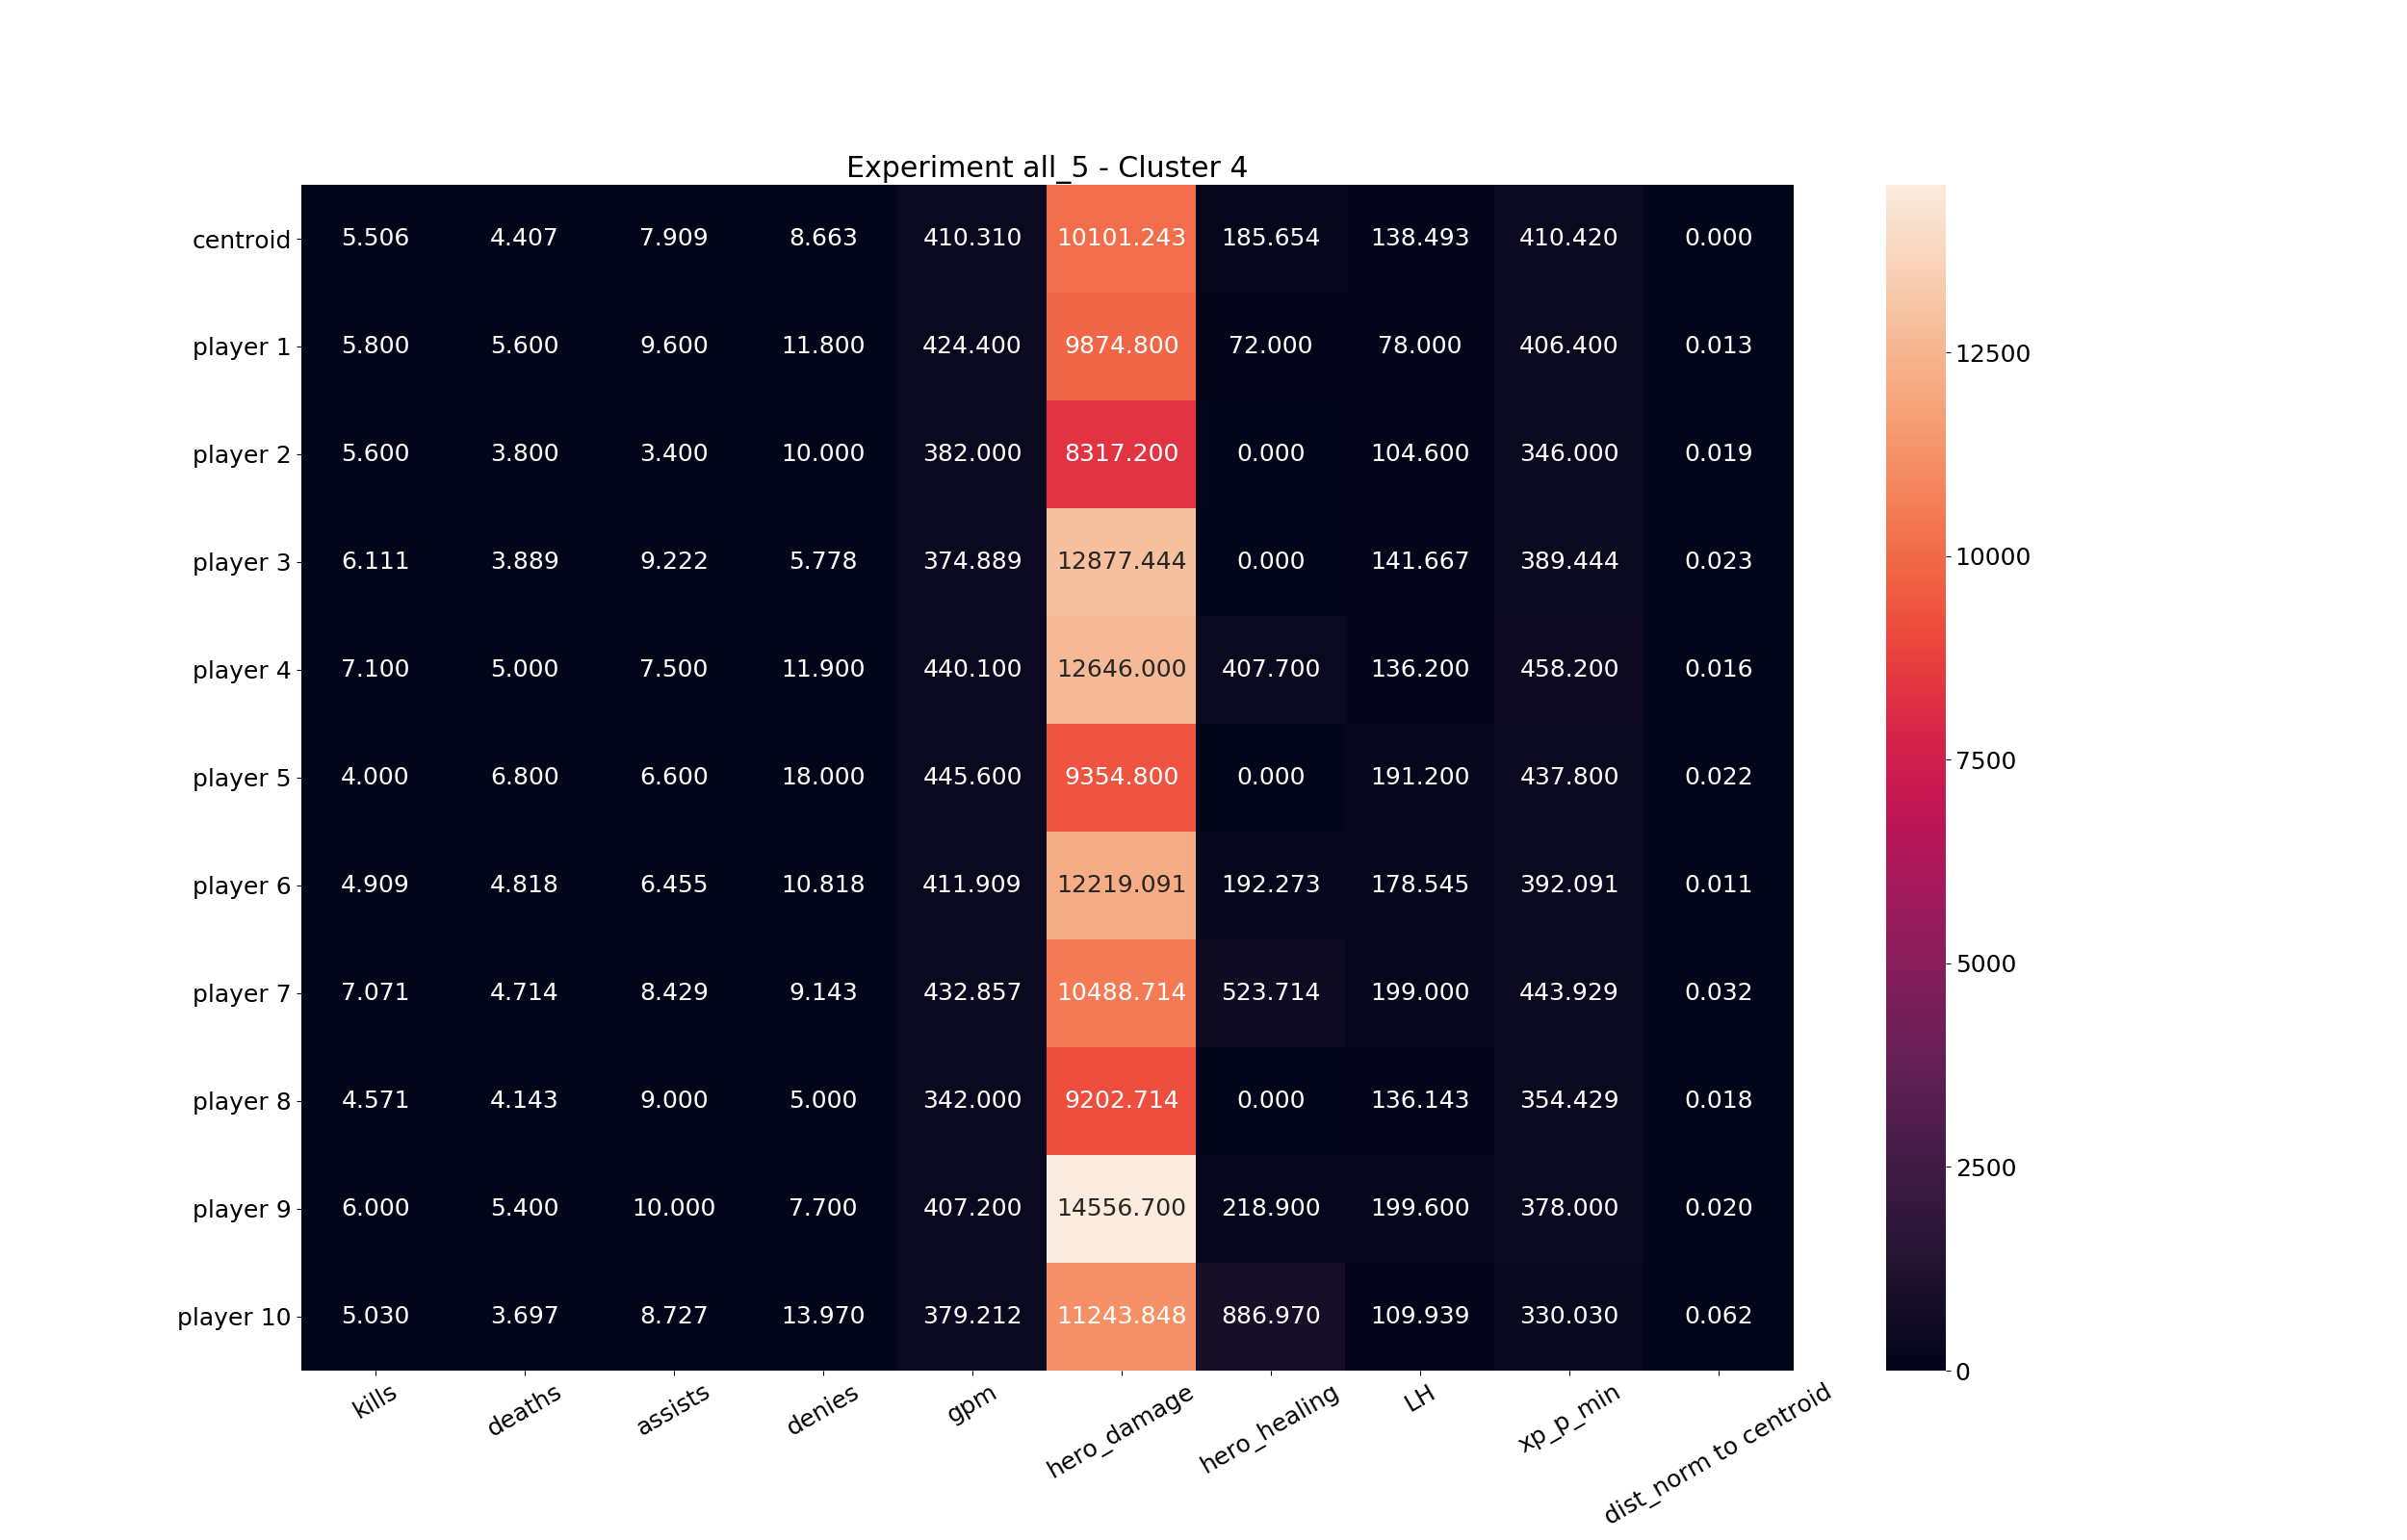 Experiment all_5 - Cluster 4
centroid 5.506 4.407 7.909 8.663 410.310 10101.243 185.654 138.493 410.420 0.000
player 1 5.800 5.600 9.600 11.800 424.400 9874.800 72.000 78.000 406.400 0.013
player 2 5.600 3.800 3.400 10.000 382.000 8317.200 0.000 104.600 346.000 0.019
player 3 6.111 3.889 9.222 5.778 374.889 12877.444 0.000 141.667 389.444 0.023
player 4 7.100 5.000 7.500 11.900 440.100 12646.000 407.700 136.200 458.200 0.016
player 5 4.000 6.800 6.600 18.000 445.600 9354.800 0.000 191.200 437.800 0.022
player 6 4.909 4.818 6.455 10.818 411.909 12219.091 192.273 178.545 392.091 0.011
player 7 7.071 4.714 8.429 9.143 432.857 10488.714 523.714 199.000 443.929 0.032
player 8 4.571 4.143 9.000 5.000 342.000 9202.714 0.000 136.143 354.429 0.018
player 9 6.000 5.400 10.000 7.700 407.200 14556.700 218.900 199.600 378.000 0.020
player 10 5.030 3.697 8.727 13.970 379.212 11243.848 886.970 109.939 330.030 0.062
kills deaths assists denies gpm hero_damage hero_healing LH xp_p_min dist_norm to centroid
12500
10000
7500
5000
2500
0